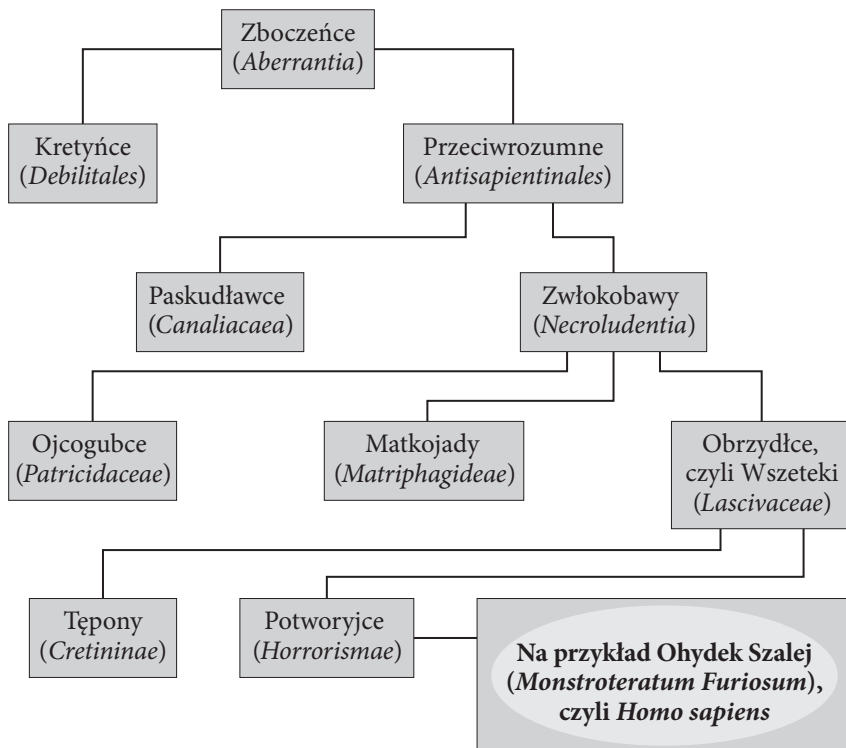 Zboczeńce
(Aberrantia)
Kretyńce
(Debilitales)
Przeciwrozumne
(Antisapientinales)
Paskudławce
(Canaliacaea)
Zwłokobawy
(Necroludentia)
Ojcogubce
(Patricidaceae)
Matkojady
(Matriphagideae)
Obrzydłce,
czyli Wszeteki
(Lascivaceae)
Tępony
(Cretininae)
Potworyjce
(Horrorismae)
Na przykład Ohydek Szalej
(Monstroteratum Furiosum),
czyli Homo sapiens